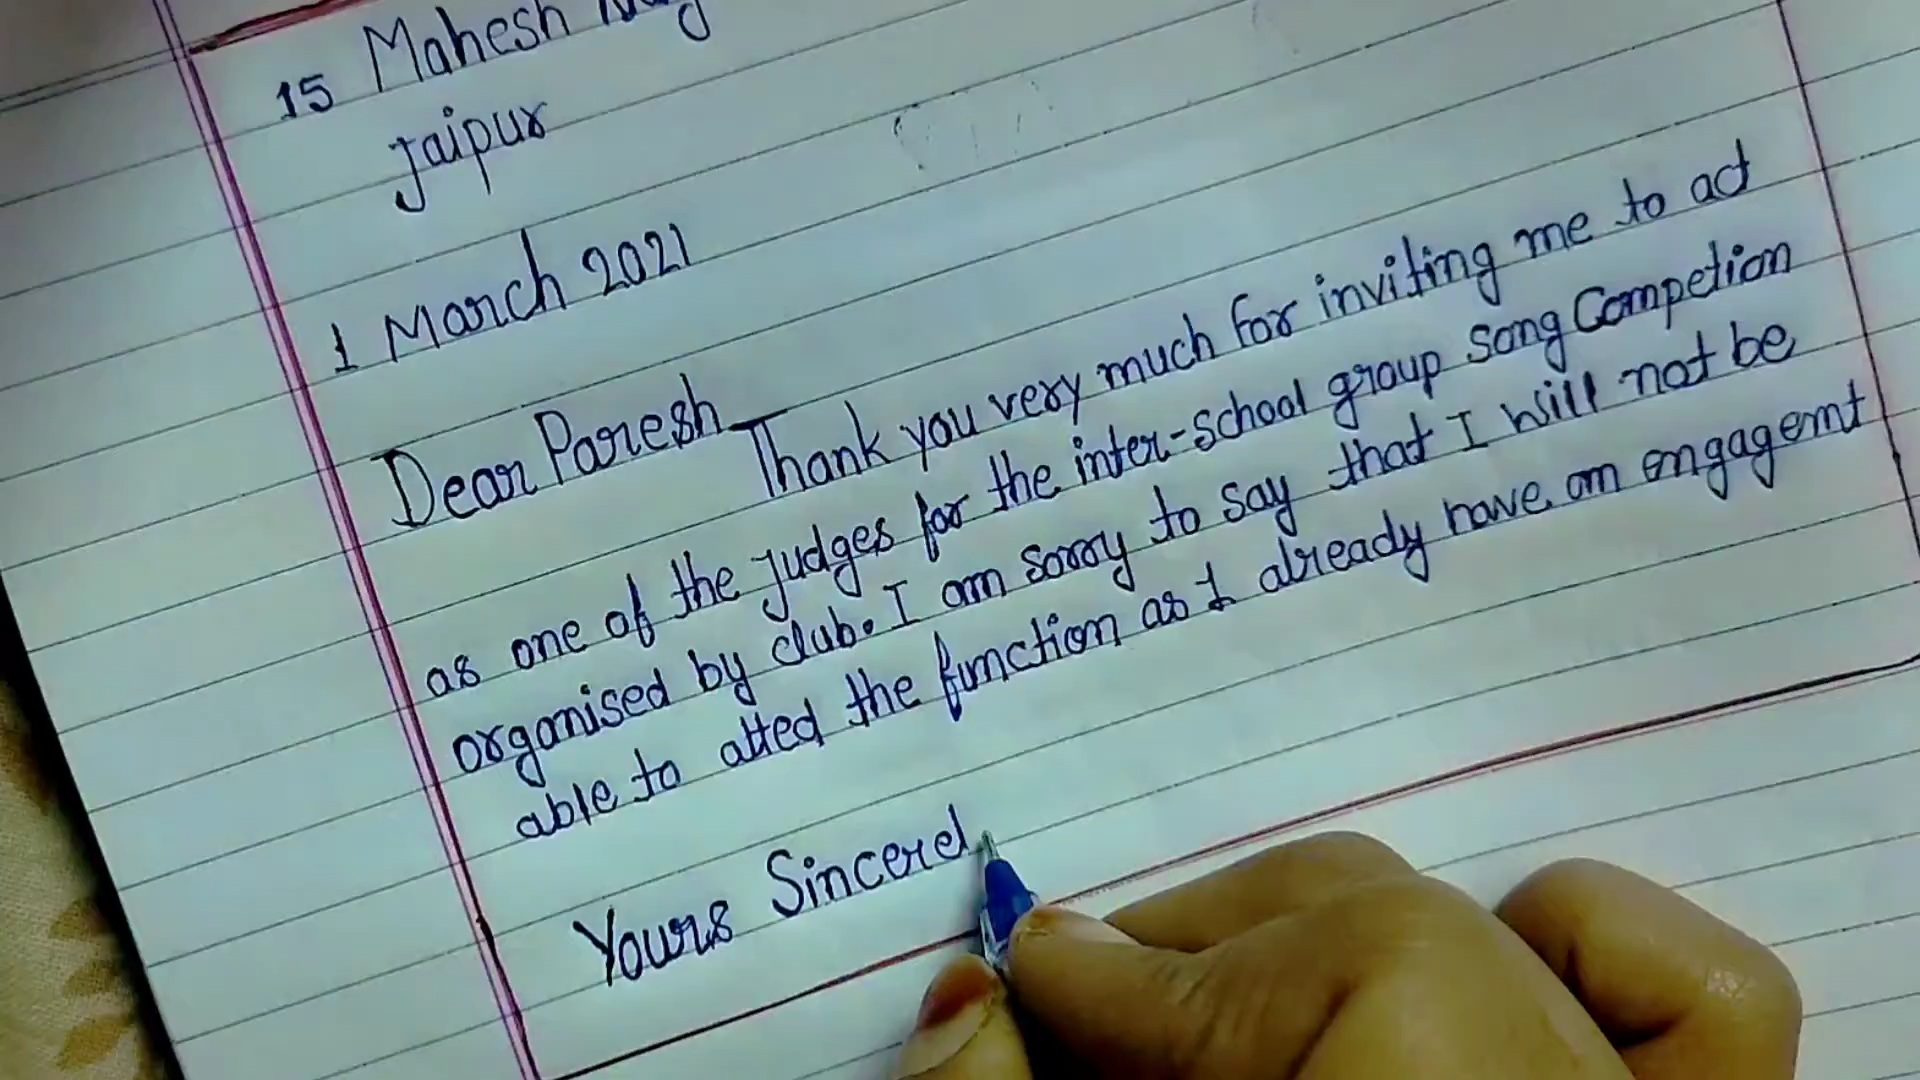 15 Mahesh
Jaipur
1 March 2021
Dear Paresh
Thank you very much for inviting me to act
as one of the judges for the inter-school group song Competion
organised by club. I am sorry to say that I will not be
able to atted the function as I already have an engagemt
Yours Sincerel